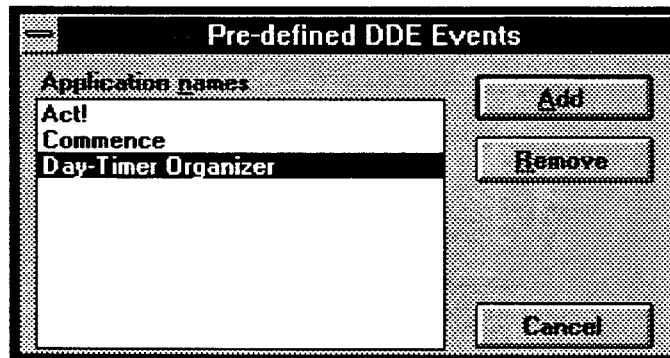 Pre-defined DDE Events
Application names
Act!
Commence
Day-Timer Organizer
Add
Remove
Cancel